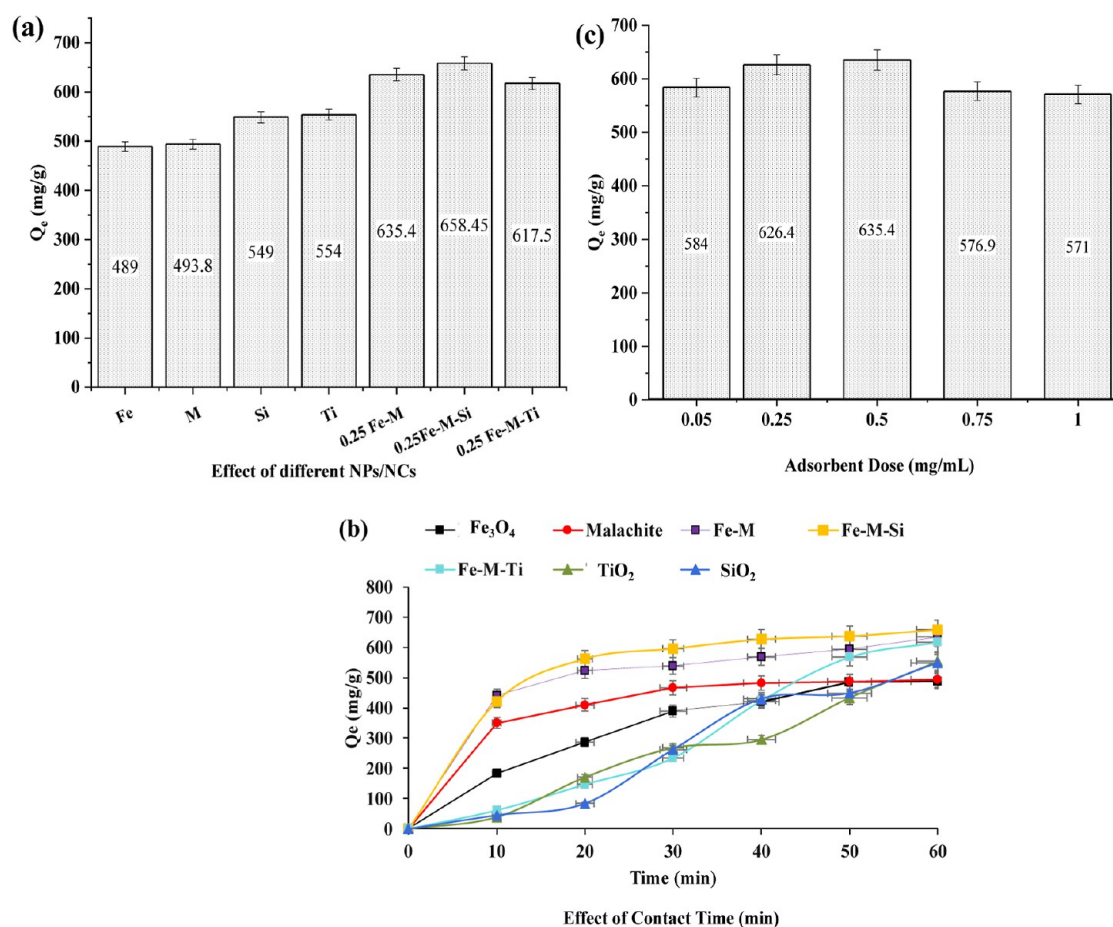 (a)
700
600
500
400
300
200
100
0
Qe (mg/g)
489
493.8
549
554
635.4
658.45
617.5
Fe
M
Si
Ti
0.25 Fe-M
0.25Fe-M-Si
0.25 Fe-M-Ti
Effect of different NPs/NCs
(c)
700
600
500
400
300
200
100
0
Qe (mg/g)
584
626.4
635.4
576.9
571
0.05
0.25
0.5
0.75
1
Adsorbent Dose (mg/mL)
(b)
Fe3O4 Malachite Fe-M Fe-M-Si
Fe-M-Ti TiO2 SiO2
800
700
600
500
400
300
200
100
0
Qe (mg/g)
0 10 20 30 40 50 60
Time (min)
Effect of Contact Time (min)